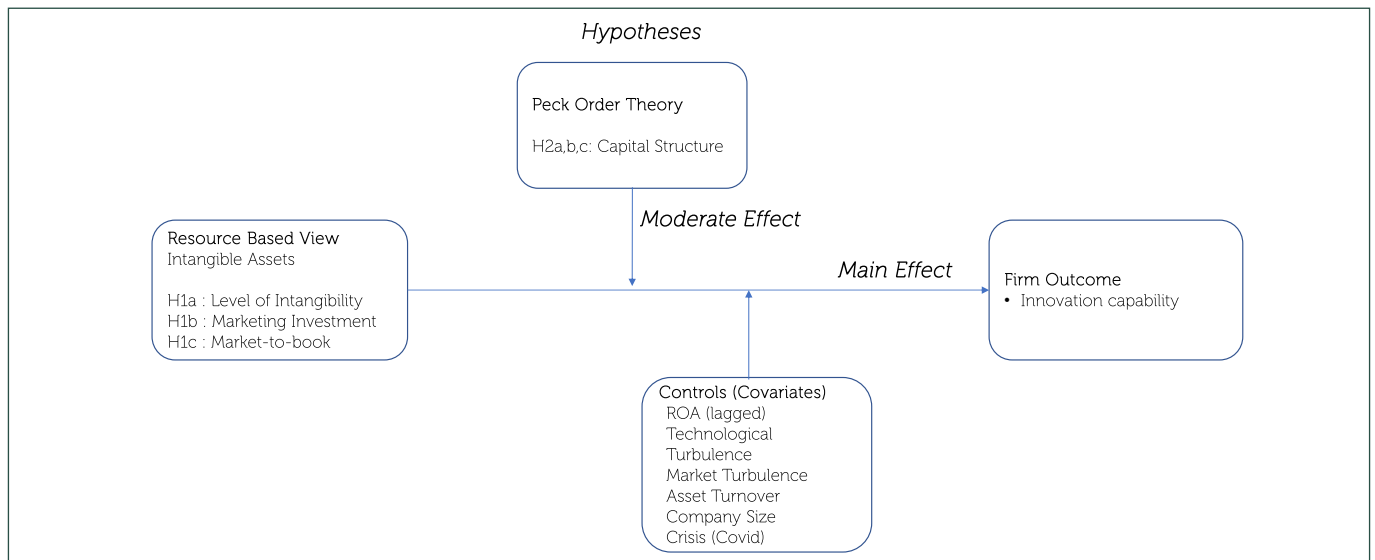 Hypotheses
Peck Order Theory
H2a,b,c: Capital Structure
Moderate Effect
Resource Based View
Intangible Assets
H1a : Level of Intangibility
H1b : Marketing Investment
H1c : Market-to-book
Main Effect
Firm Outcome
• Innovation capability
Controls (Covariates)
ROA (lagged)
Technological
Turbulence
Market Turbulence
Asset Turnover
Company Size
Crisis (Covid)